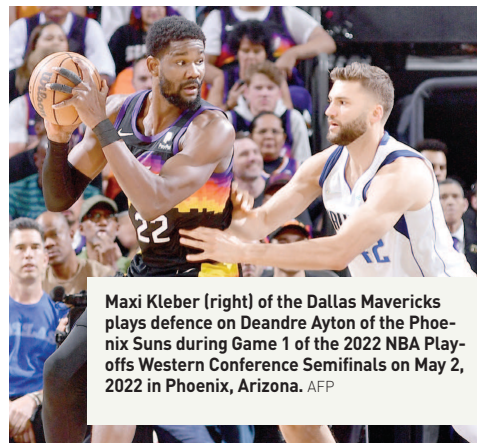 22
42
DALLAS
Maxi Kleber (right) of the Dallas Mavericks
plays defence on Deandre Ayton of the Phoe-
nix Suns during Game 1 of the 2022 NBA Play-
offs Western Conference Semifinals on May 2,
2022 in Phoenix, Arizona. AFP